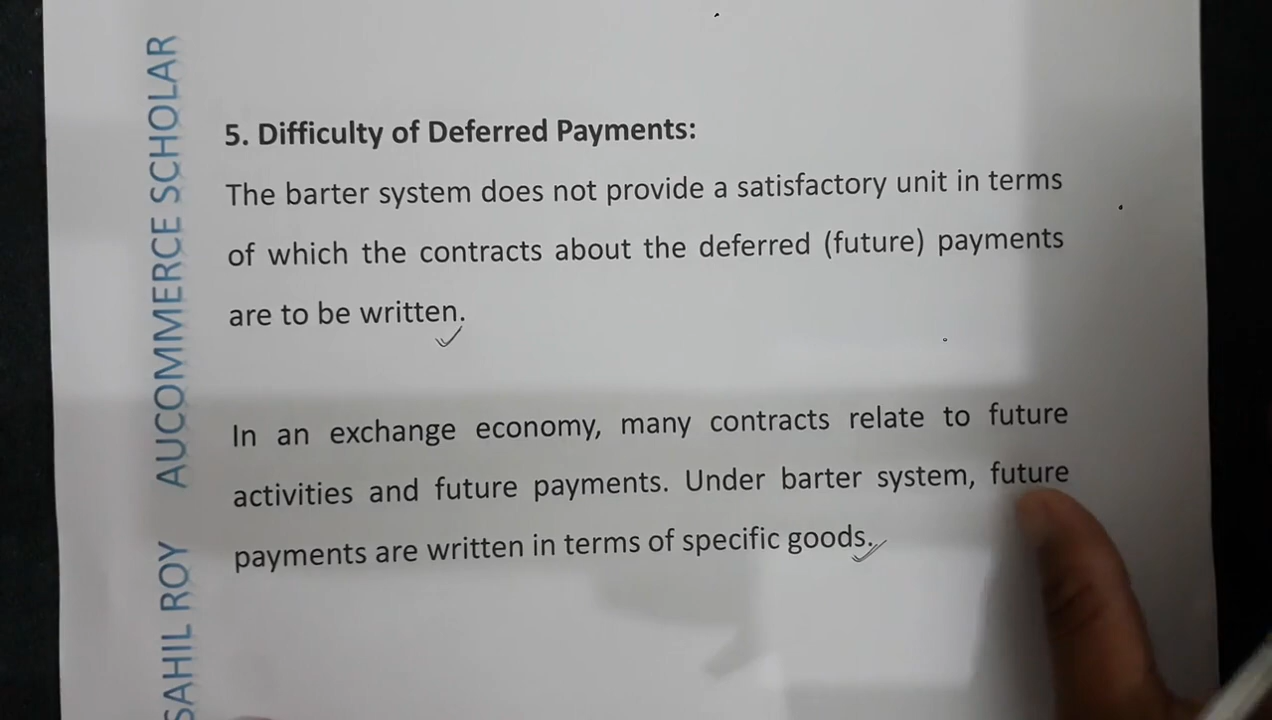 5. Difficulty of Deferred Payments:
The barter system does not provide a satisfactory unit in terms
of which the contracts about the deferred (future) payments
are to be written.
In an exchange economy, many contracts relate to future
activities and future payments. Under barter system, future
payments are written in terms of specific goods.
SAHIL ROY AUCOMMERCE SCHOLAR